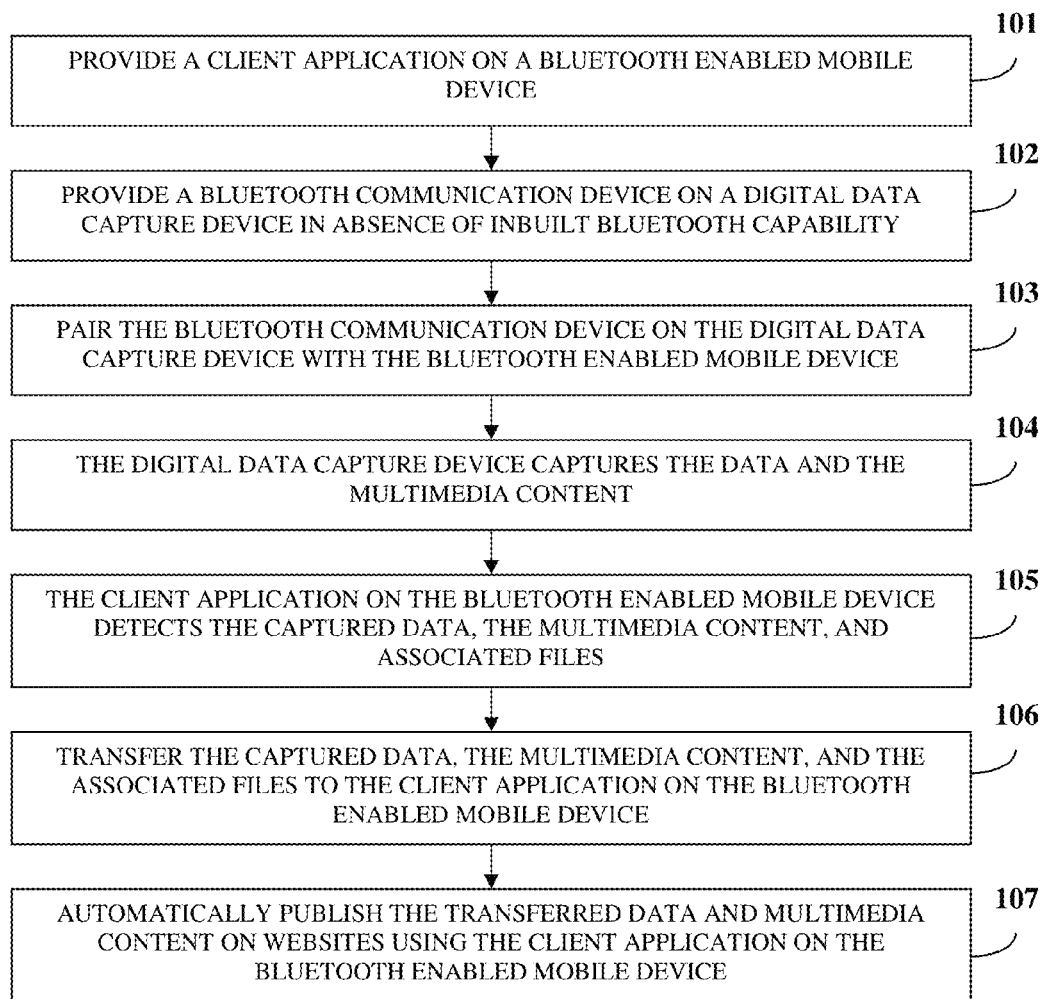 101
PROVIDE A CLIENT APPLICATION ON A BLUETOOTH ENABLED MOBILE
DEVICE
102
PROVIDE A BLUETOOTH COMMUNICATION DEVICE ON A DIGITAL DATA
CAPTURE DEVICE IN ABSENCE OF INBUILT BLUETOOTH CAPABILITY
103
PAIR THE BLUETOOTH COMMUNICATION DEVICE ON THE DIGITAL DATA
CAPTURE DEVICE WITH THE BLUETOOTH ENABLED MOBILE DEVICE
104
THE DIGITAL DATA CAPTURE DEVICE CAPTURES THE DATA AND THE
MULTIMEDIA CONTENT
105
THE CLIENT APPLICATION ON THE BLUETOOTH ENABLED MOBILE DEVICE
DETECTS THE CAPTURED DATA, THE MULTIMEDIA CONTENT, AND
ASSOCIATED FILES
106
TRANSFER THE CAPTURED DATA, THE MULTIMEDIA CONTENT, AND THE
ASSOCIATED FILES TO THE CLIENT APPLICATION ON THE BLUETOOTH
ENABLED MOBILE DEVICE
107
AUTOMATICALLY PUBLISH THE TRANSFERRED DATA AND MULTIMEDIA
CONTENT ON WEBSITES USING THE CLIENT APPLICATION ON THE
BLUETOOTH ENABLED MOBILE DEVICE